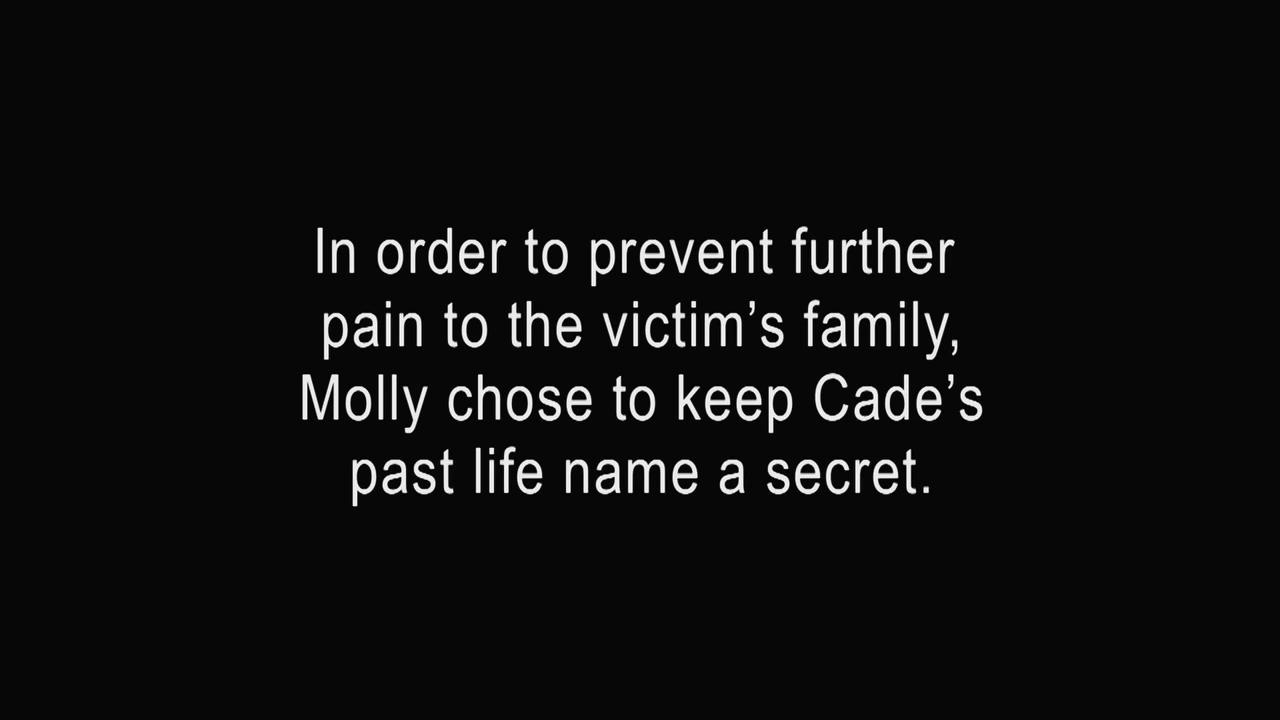 In order to prevent further
pain to the victim’s family,
Molly chose to keep Cade’s
past life name a secret.